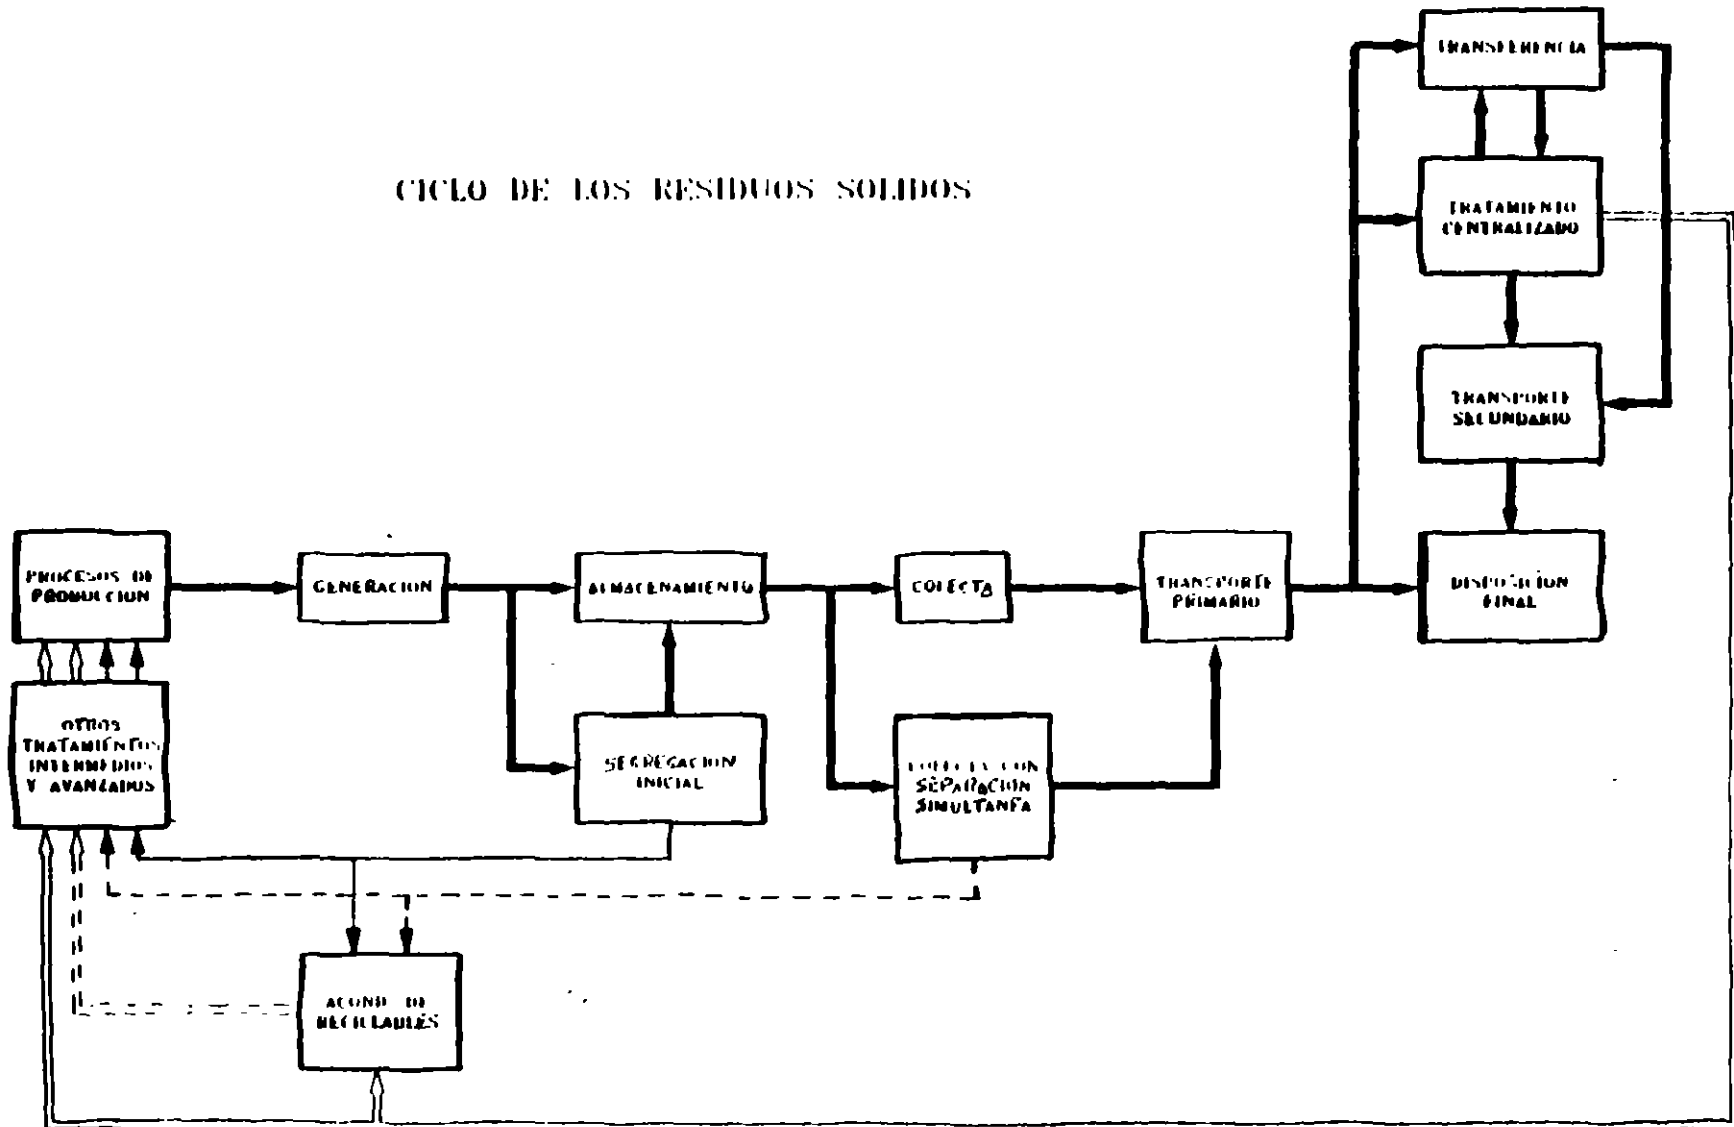 TRANSFERENCIA
CICLO DE LOS RESIDUOS SOLIDOS
TRATAMIENTO
CENTRALIZADO
TRANSPORTE
SECUNDARIO
PROCESOS DE
PRODUCCION
GENERACION
ALMACENAMIENTO
COLECTA
TRANSPORTE
PRIMARIO
DISPOSICION
FINAL
OTROS
TRATAMIENTOS
INTERMEDIOS
Y AVANZADOS
SEGREGACION
INICIAL
COLECTA CON
SEPARACION
SIMULTANEA
ACOND DE
RECICLABLES